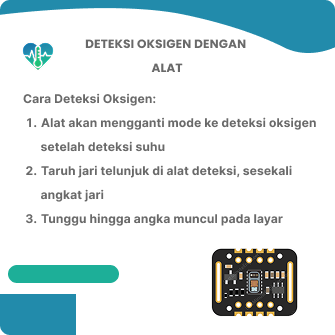 DETEKSI OKSIGEN DENGAN
ALAT
Cara Deteksi Oksigen:
1. Alat akan mengganti mode ke deteksi oksigen
setelah deteksi suhu
2. Taruh jari telunjuk di alat deteksi, sesekali
angkat jari
3. Tunggu hingga angka muncul pada layar